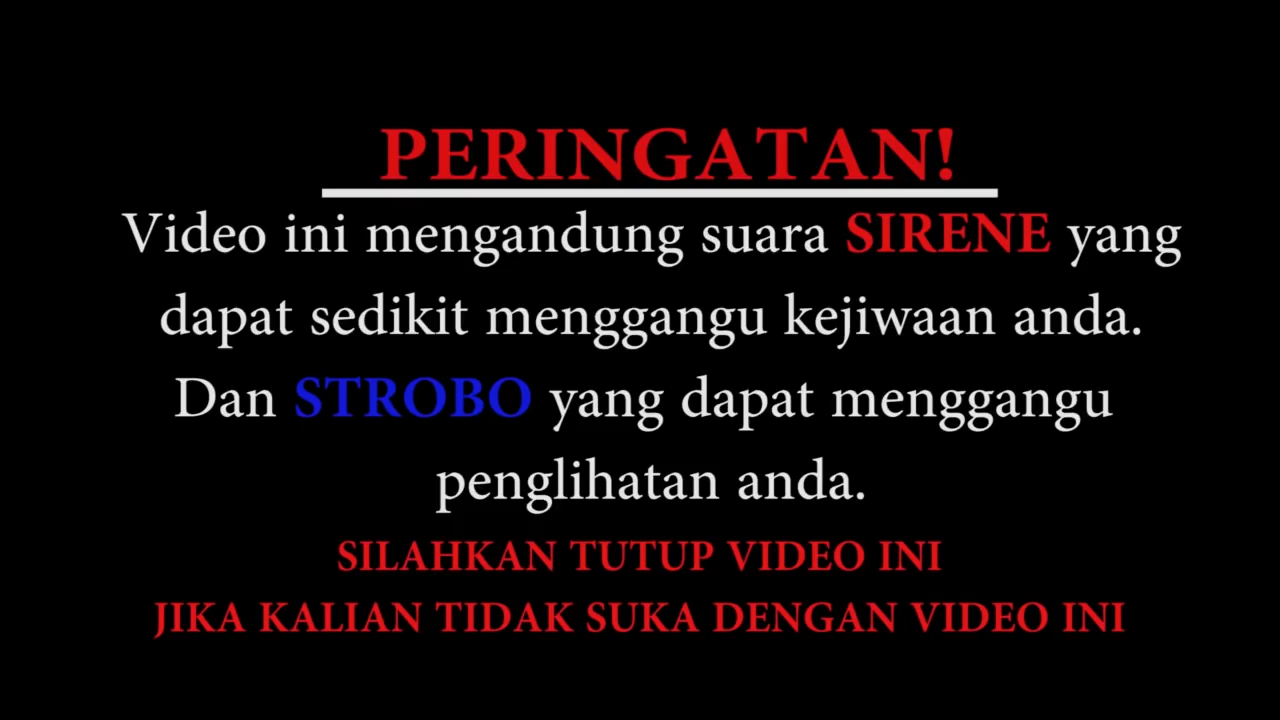 PERINGATAN!
Video ini mengandung suara SIRENE yang
dapat sedikit menggangu kejiwaan anda.
Dan STROBO yang dapat menggangu
penglihatan anda.
SILAHKAN TUTUP VIDEO INI
JIKA KALIAN TIDAK SUKA DENGAN VIDEO INI